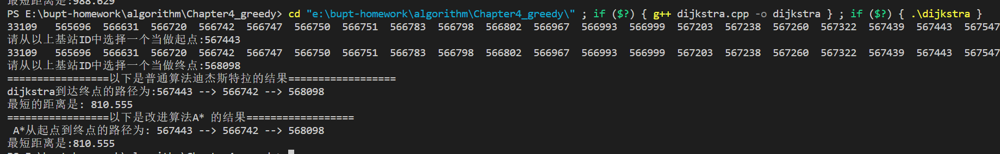 最短距离是:988.629
PS E:\bupt-homework\algorithm\Chapter4_greedy> cd "e:\bupt-homework\algorithm\Chapter4_greedy\" ; if ($?) { g++ dijkstra.cpp -o dijkstra } ; if ($?) { .\dijkstra }
33109 565696 566631 566720 566742 566747 566750 566751 566783 566798 566802 566967 566993 566999 567203 567238 567260 567322 567439 567443 567547
请从以上基站ID中选择一个当做起点:567443
33109 565696 566631 566720 566742 566747 566750 566751 566783 566798 566802 566967 566993 566999 567203 567238 567260 567322 567439 567443 567547
请从以上基站ID中选择一个当做终点:568098
=================以下是普通算法迪杰斯特拉的结果==================
dijkstra到达终点的路径为:567443 --> 566742 --> 568098
最短的距离是: 810.555
=================以下是改进算法A* 的结果==================
A*从起点到终点的路径为: 567443 --> 566742 --> 568098
最短距离是:810.555
PS E:\bupt-homework\algorithm\Chapter4_greedy>